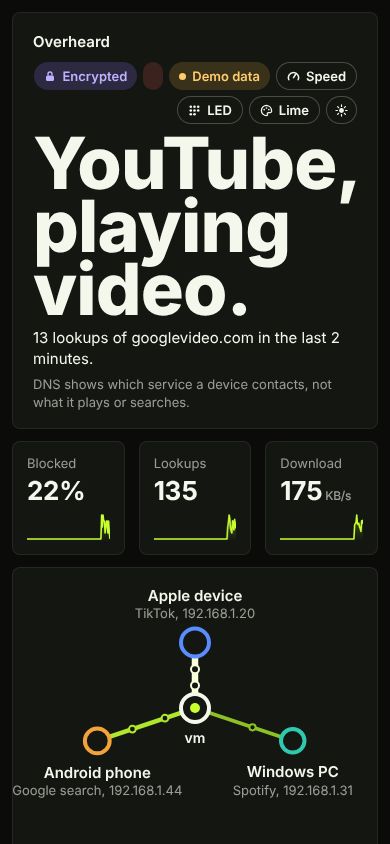 Overheard
Encrypted
Demo data
Speed
LED
Lime
YouTube,
playing
video.
13 lookups of googlevideo.com in the last 2
minutes.
DNS shows which service a device contacts, not
what it plays or searches.
Blocked
22%
Lookups
135
Download
175 KB/s
Apple device
TikTok, 192.168.1.20
vm
Android phone
Google search, 192.168.1.44
Windows PC
Spotify, 192.168.1.31